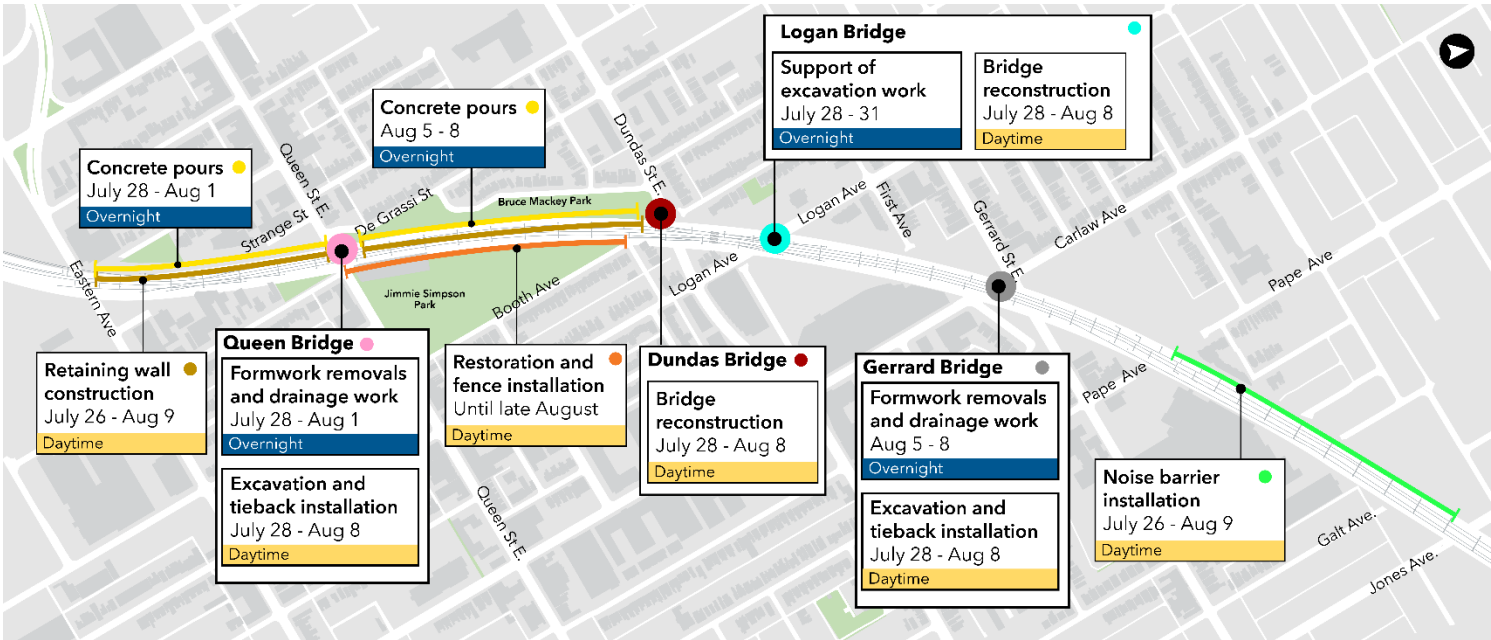 Logan Bridge
Support of
excavation work
July 28 - 31
Overnight
Bridge
reconstruction
July 28 - Aug 8
Daytime
Concrete pours
Aug 5 - 8
Overnight
Concrete pours
July 28 - Aug 1
Overnight
Queen St E.
Strange St
De Grassi St
Bruce Mackey Park
Dundas St E.
Logan Ave
First Ave
Gerrard St E.
Carlaw Ave
Pape Ave
Eastern Ave
Jimmie Simpson
Park
Booth Ave
Logan Ave
Pape Ave
Retaining wall
construction
July 26 - Aug 9
Daytime
Queen Bridge
Formwork removals
and drainage work
July 28 - Aug 1
Overnight
Excavation and
tieback installation
July 28 - Aug 8
Daytime
Restoration and
fence installation
Until late August
Daytime
Queen St E.
Dundas Bridge
Bridge
reconstruction
July 28 - Aug 8
Daytime
Gerrard Bridge
Formwork removals
and drainage work
Aug 5 - 8
Overnight
Excavation and
tieback installation
July 28 - Aug 8
Daytime
Noise barrier
installation
July 26 - Aug 9
Daytime
Galt Ave.
Jones Ave.